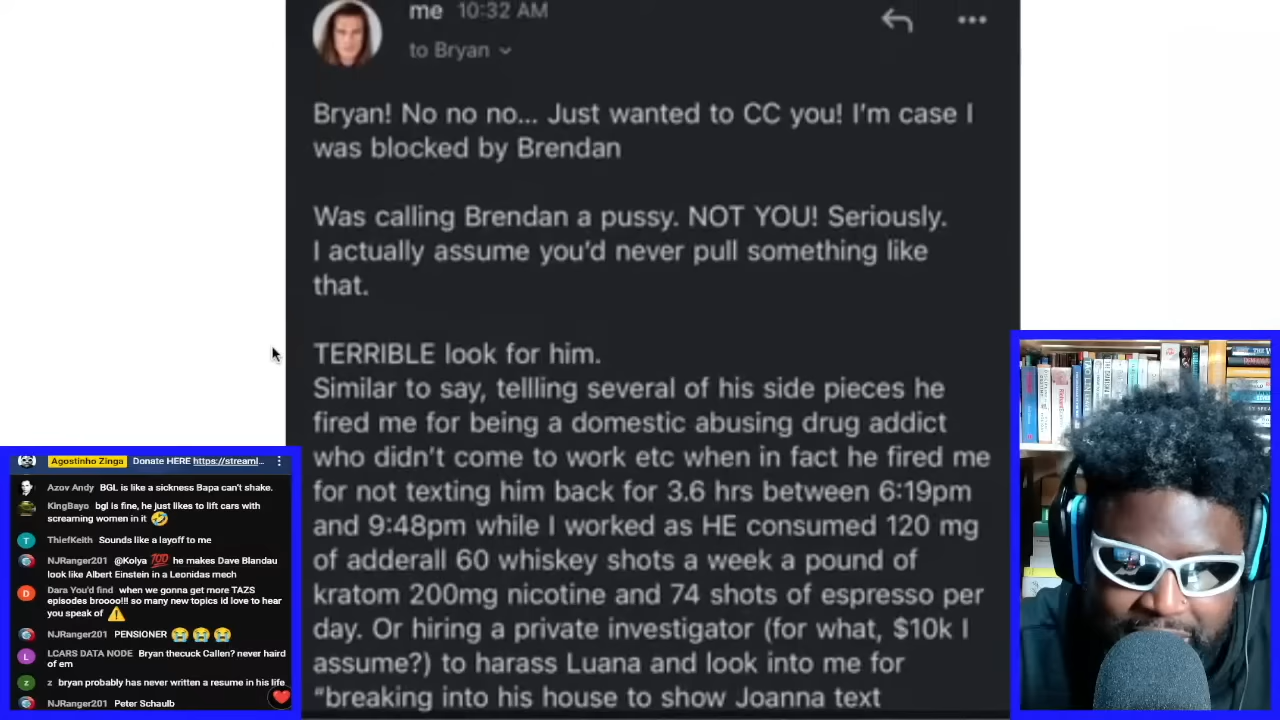 me 10:32 AM
to Bryan
Bryan! No no no... Just wanted to CC you! I'm case I
was blocked by Brendan
Was calling Brendan a pussy. NOT YOU! Seriously.
I actually assume you'd never pull something like
that.
TERRIBLE look for him.
Similar to say, tellling several of his side pieces he
fired me for being a domestic abusing drug addict
who didn't come to work etc when in fact he fired me
for not texting him back for 3.6 hrs between 6:19pm
and 9:48pm while I worked as HE consumed 120 mg
of adderall 60 whiskey shots a week a pound of
kratom 200mg nicotine and 74 shots of espresso per
day. Or hiring a private investigator (for what, $10k I
assume?) to harass Luana and look into me for
"breaking into his house to show Joanna text
Agostinho Zinga Donate HERE https://streaml...
Azov Andy BGL is like a sickness Bapa can't shake.
KingBayo bgl is fine, he just likes to lift cars with
screaming women in it 🤣
T ThiefKeith Sounds like a layoff to me
NJRanger201 @Kolya 💯 he makes Dave Blandau
look like Albert Einstein in a Leonidas mech
D Dara You'd find when we gonna get more TAZS
episodes brooo!! so many new topics id love to hear
you speak of ⚠️
NJRanger201 PENSIONER 😭😭😭
L LCARS DATA NODE Bryan thecuck Callen? never haird
of em
z z bryan probably has never written a resume in his life
NJRanger201 Peter Schaulb